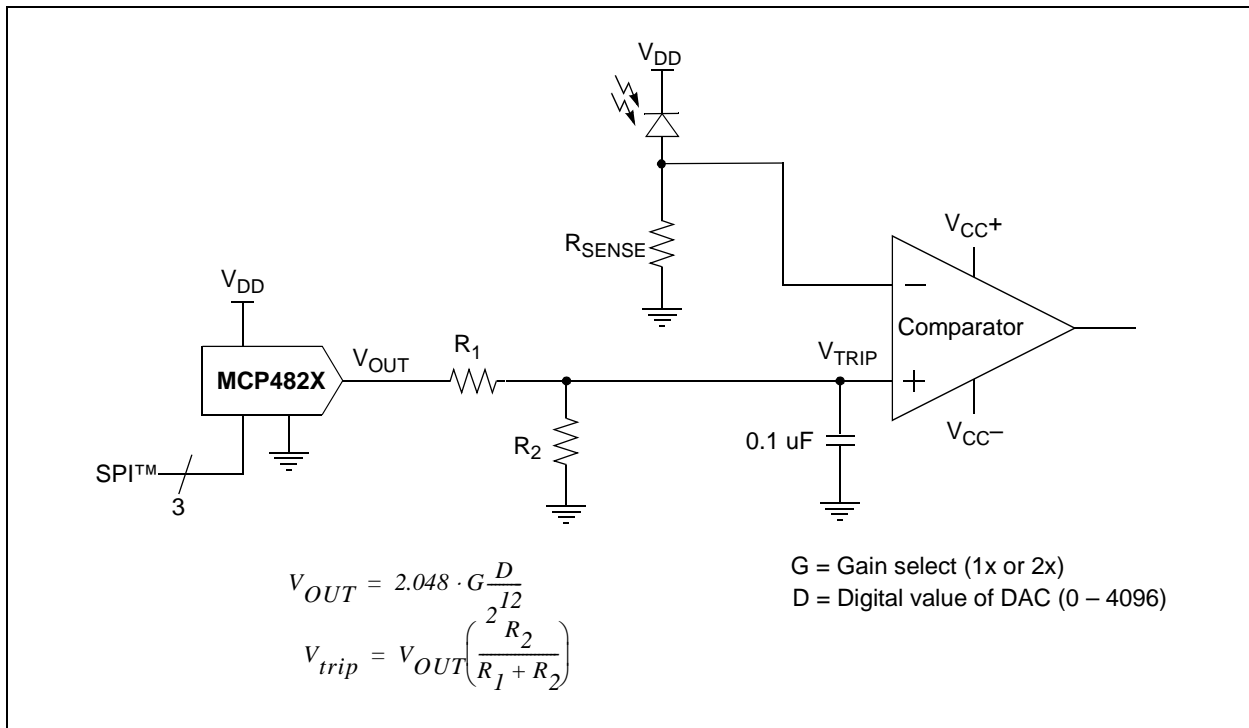 VDD
RSENSE
VCC+
VDD
Comparator
VOUT
R1
VTRIP
MCP482X
VCC–
R2
0.1 uF
SPI™
3
VOUT = 2.048 · G D/2^12
G = Gain select (1x or 2x)
D = Digital value of DAC (0 – 4096)
Vtrip = VOUT(R2/(R1 + R2))